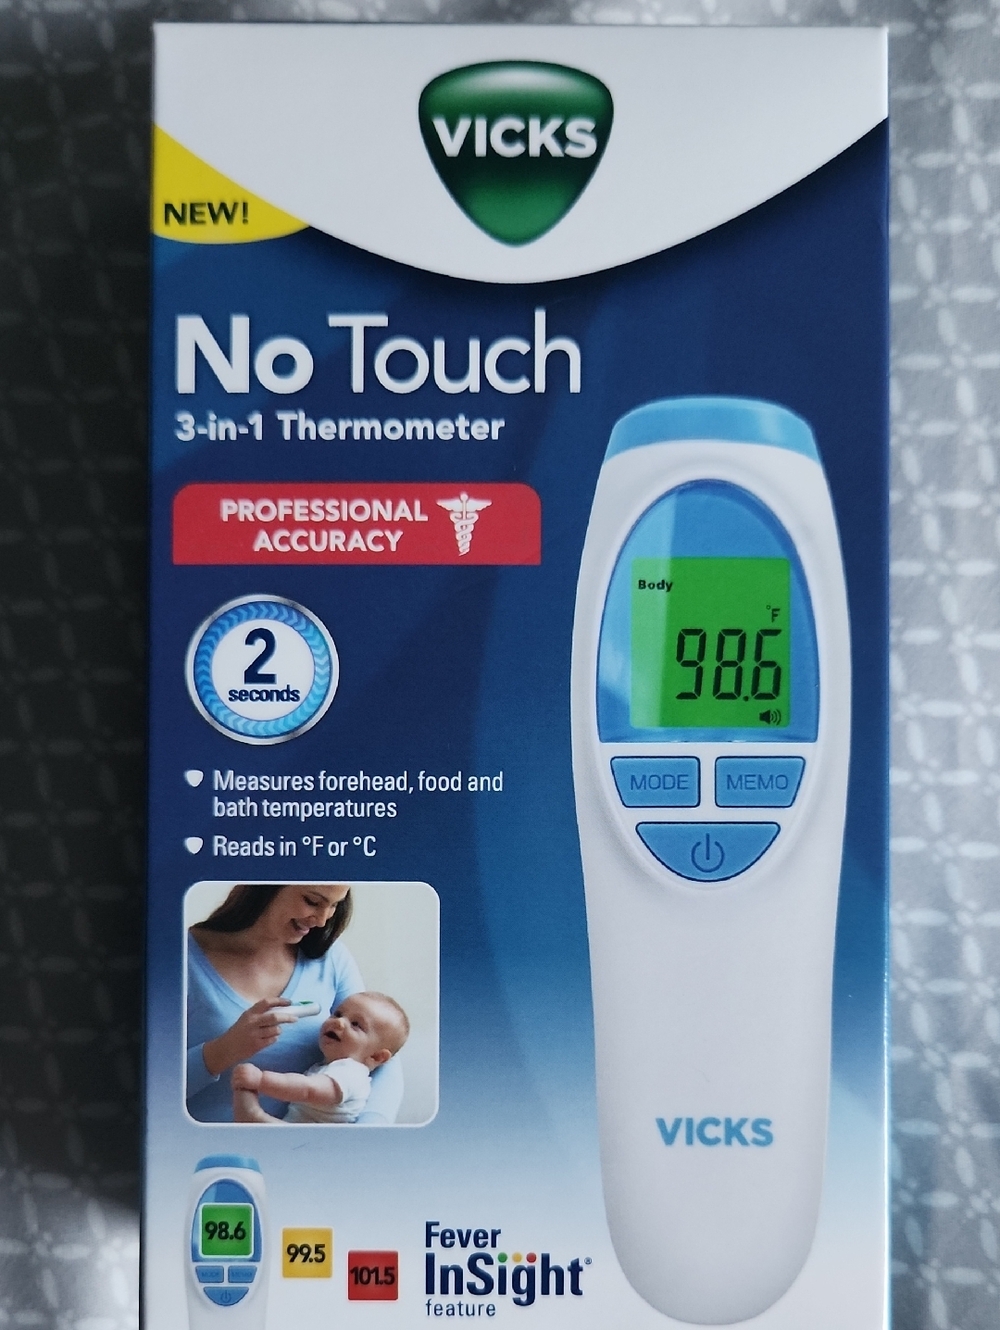 VICKS
NEW!
No Touch
3-in-1 Thermometer
PROFESSIONAL
ACCURACY
2
seconds
Body
°F
98.6
MODE MEMO
Measures forehead, food and
bath temperatures
Reads in °F or °C
VICKS
98.6
99.5
101.5
Fever
InSight®
feature